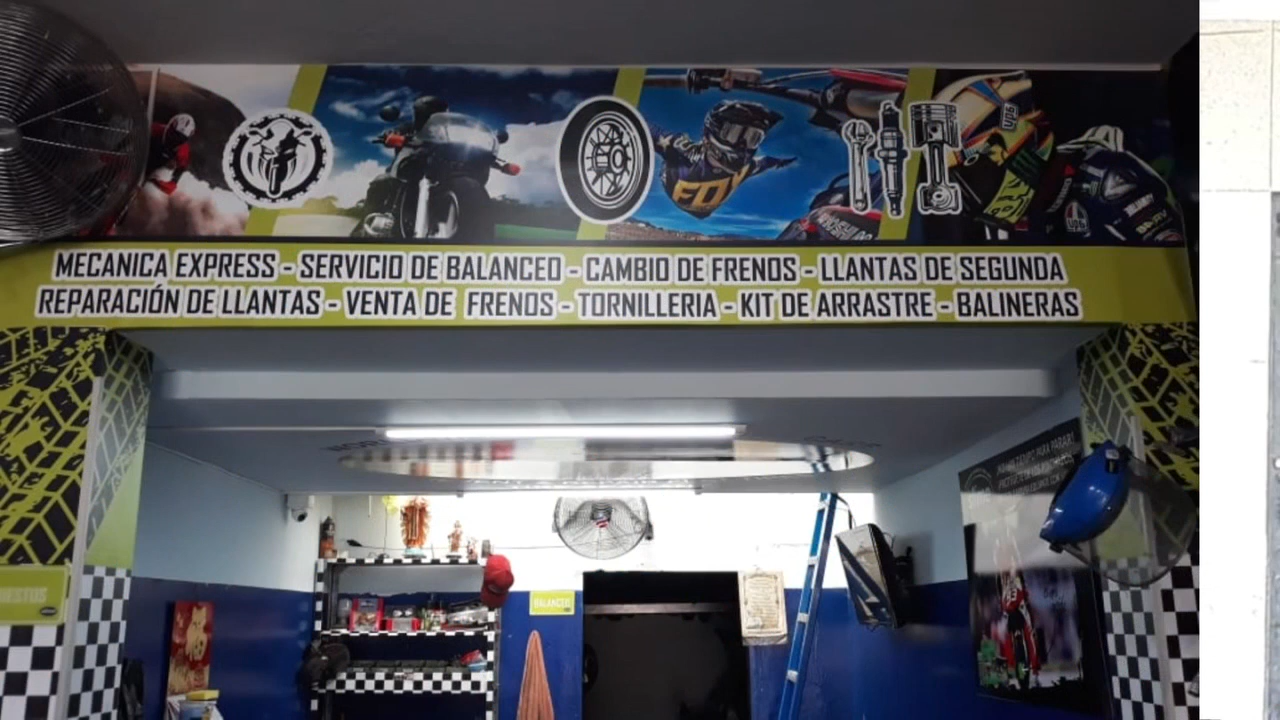 FOX
MECANICA EXPRESS - SERVICIO DE BALANCEO - CAMBIO DE FRENOS - LLANTAS DE SEGUNDA
REPARACIÓN DE LLANTAS - VENTA DE FRENOS - TORNILLERIA - KIT DE ARRASTRE - BALINERAS
BALANCEO